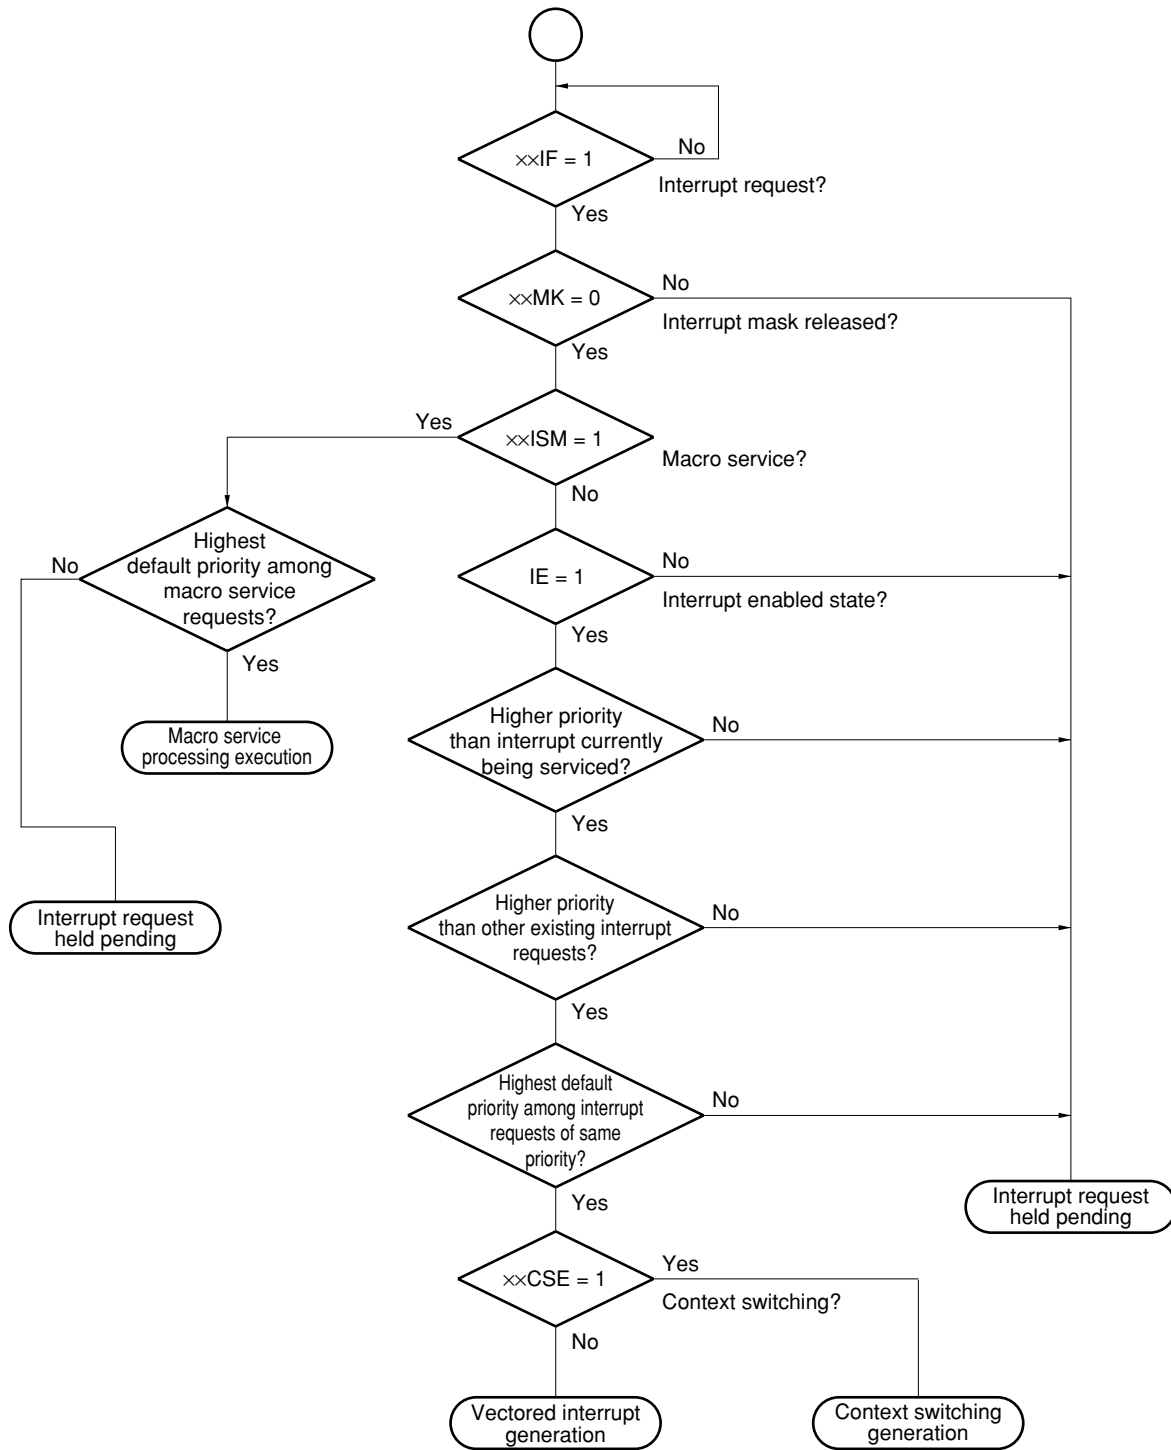 ××IF = 1
No
Interrupt request?
Yes
××MK = 0
No
Interrupt mask released?
Yes
Yes
××ISM = 1
Macro service?
No
Highest
default priority among
macro service
requests?
No
Yes
IE = 1
No
Interrupt enabled state?
Yes
Macro service
processing execution
Higher priority
than interrupt currently
being serviced?
No
Yes
Interrupt request
held pending
Higher priority
than other existing interrupt
requests?
No
Yes
Highest default
priority among interrupt
requests of same
priority?
No
Yes
Interrupt request
held pending
××CSE = 1
Yes
Context switching?
No
Vectored interrupt
generation
Context switching
generation